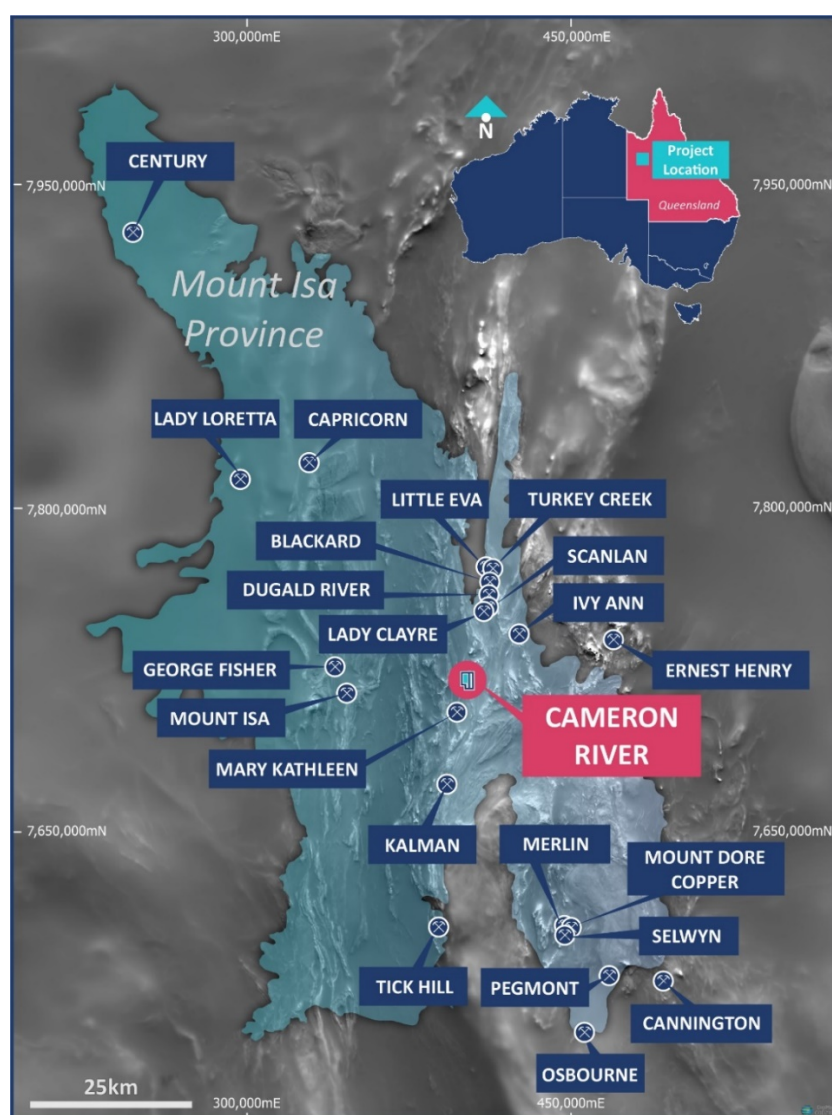 300,000mE
450,000mE
N
Project
Location
Queensland
CENTURY
7,950,000mN
7,950,000mN
Mount Isa
Province
LADY LORETTA
CAPRICORN
LITTLE EVA
TURKEY CREEK
7,800,000mN
7,800,000mN
BLACKARD
SCANLAN
DUGALD RIVER
IVY ANN
LADY CLAYRE
GEORGE FISHER
ERNEST HENRY
MOUNT ISA
CAMERON
RIVER
MARY KATHLEEN
7,650,000mN
7,650,000mN
KALMAN
MERLIN
MOUNT DORE
COPPER
SELWYN
TICK HILL
PEGMONT
CANNINGTON
OSBOURNE
25km
300,000mE
450,000mE